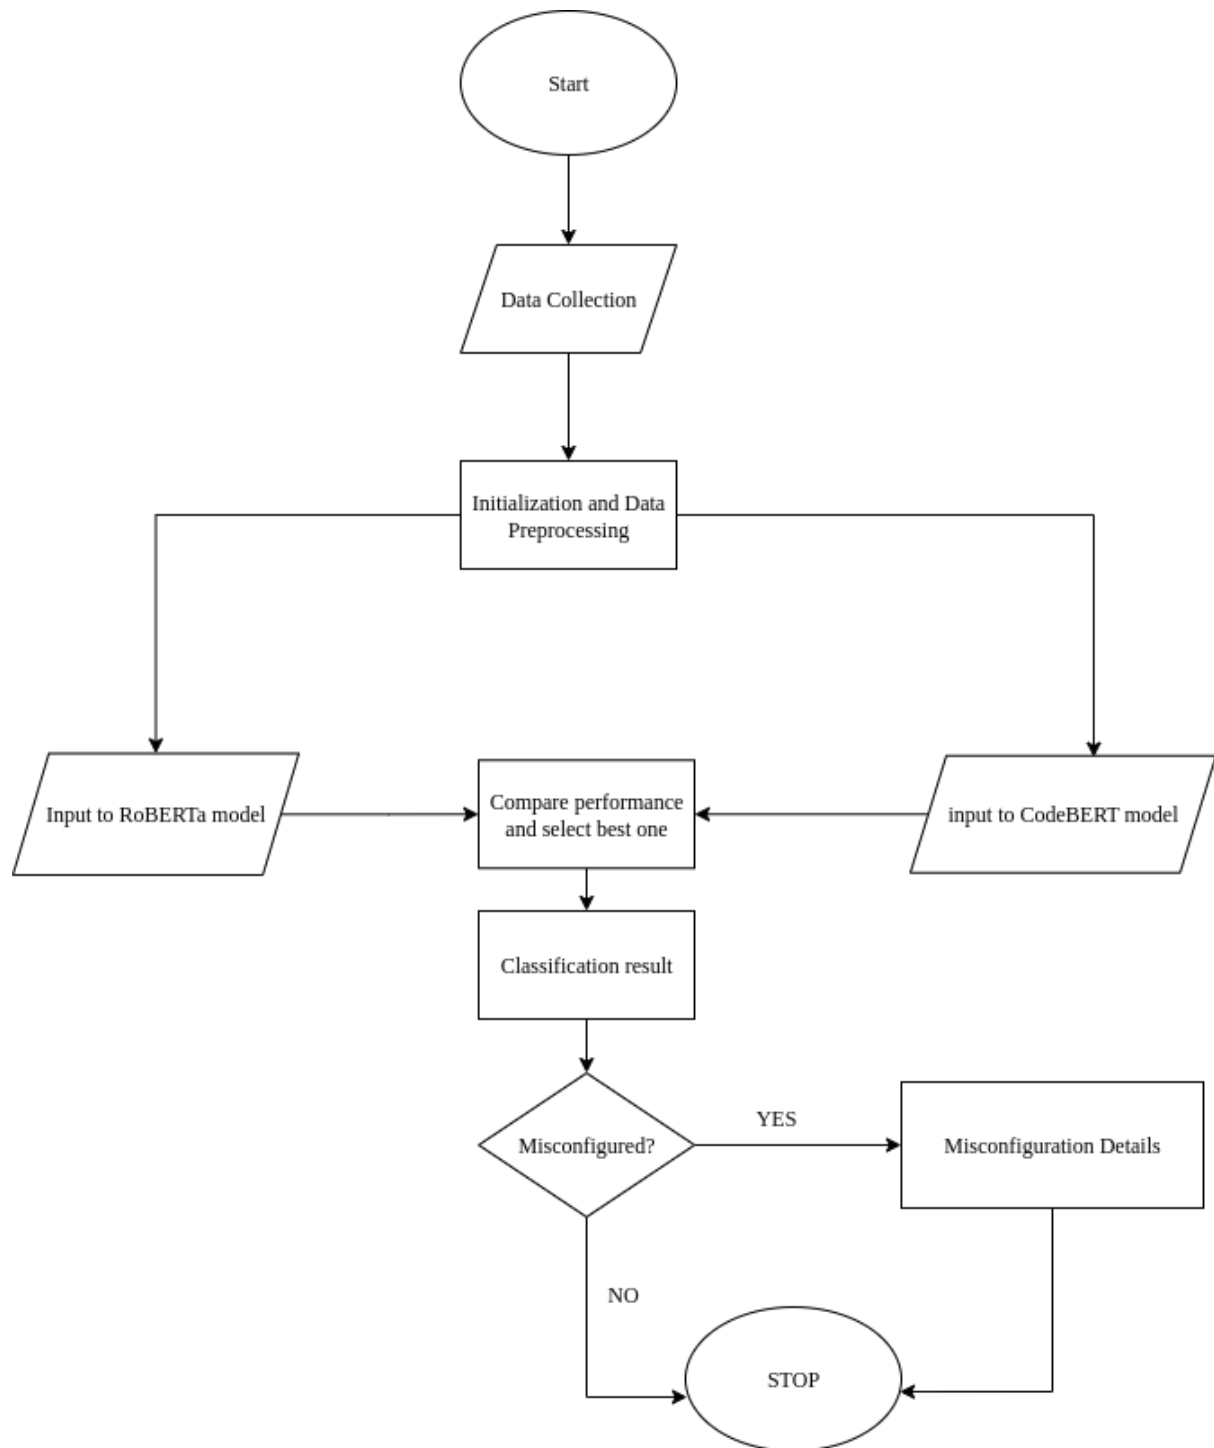 Start
Data Collection
Initialization and Data
Preprocessing
Input to RoBERTa model
Compare performance
and select best one
input to CodeBERT model
Classification result
Misconfigured?
YES
Misconfiguration Details
NO
STOP